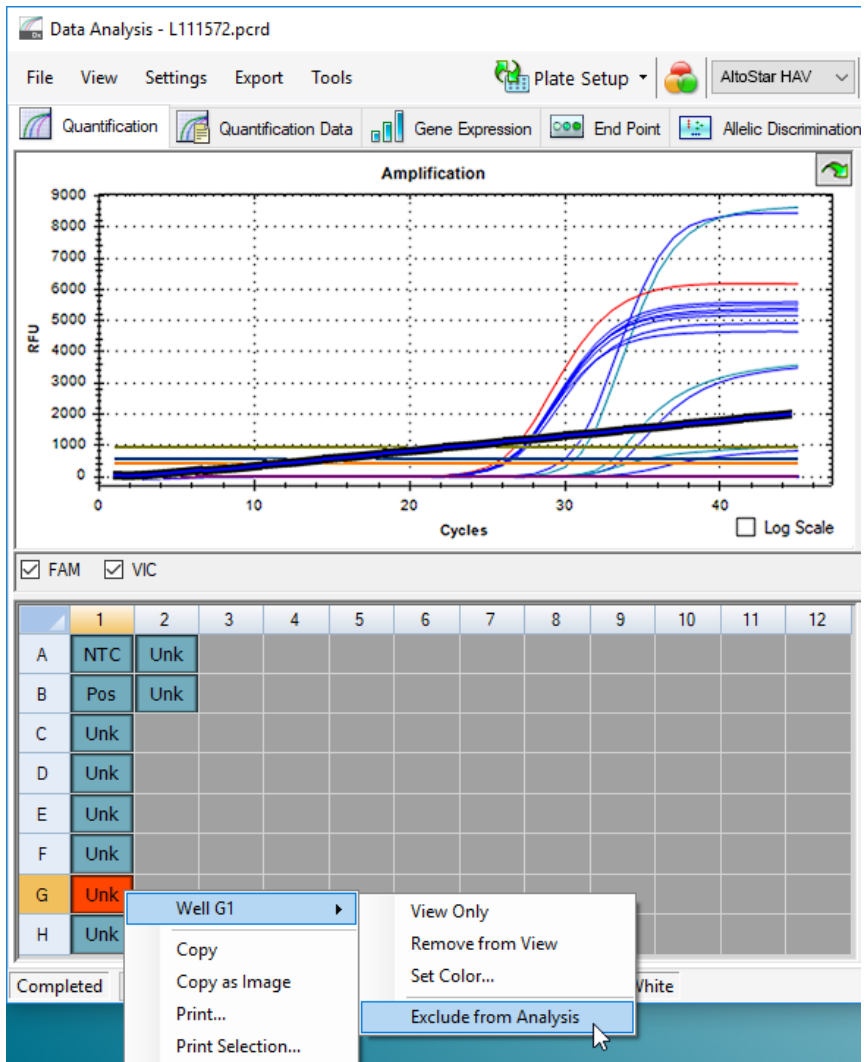 Data Analysis - L111572.pcrd
File View Settings Export Tools Plate Setup AltoStar HAV
Quantification Quantification Data Gene Expression End Point Allelic Discrimination
Amplification
9000
8000
7000
6000
5000
4000
3000
2000
1000
0
RFU
0 10 20 30 40
Cycles
Log Scale
FAM VIC
1 2 3 4 5 6 7 8 9 10 11 12
A NTC Unk
B Pos Unk
C Unk
D Unk
E Unk
F Unk
G Unk
H Unk
Well G1
Copy
Copy as Image
Print...
Print Selection...
View Only
Remove from View
Set Color...
Exclude from Analysis
Completed